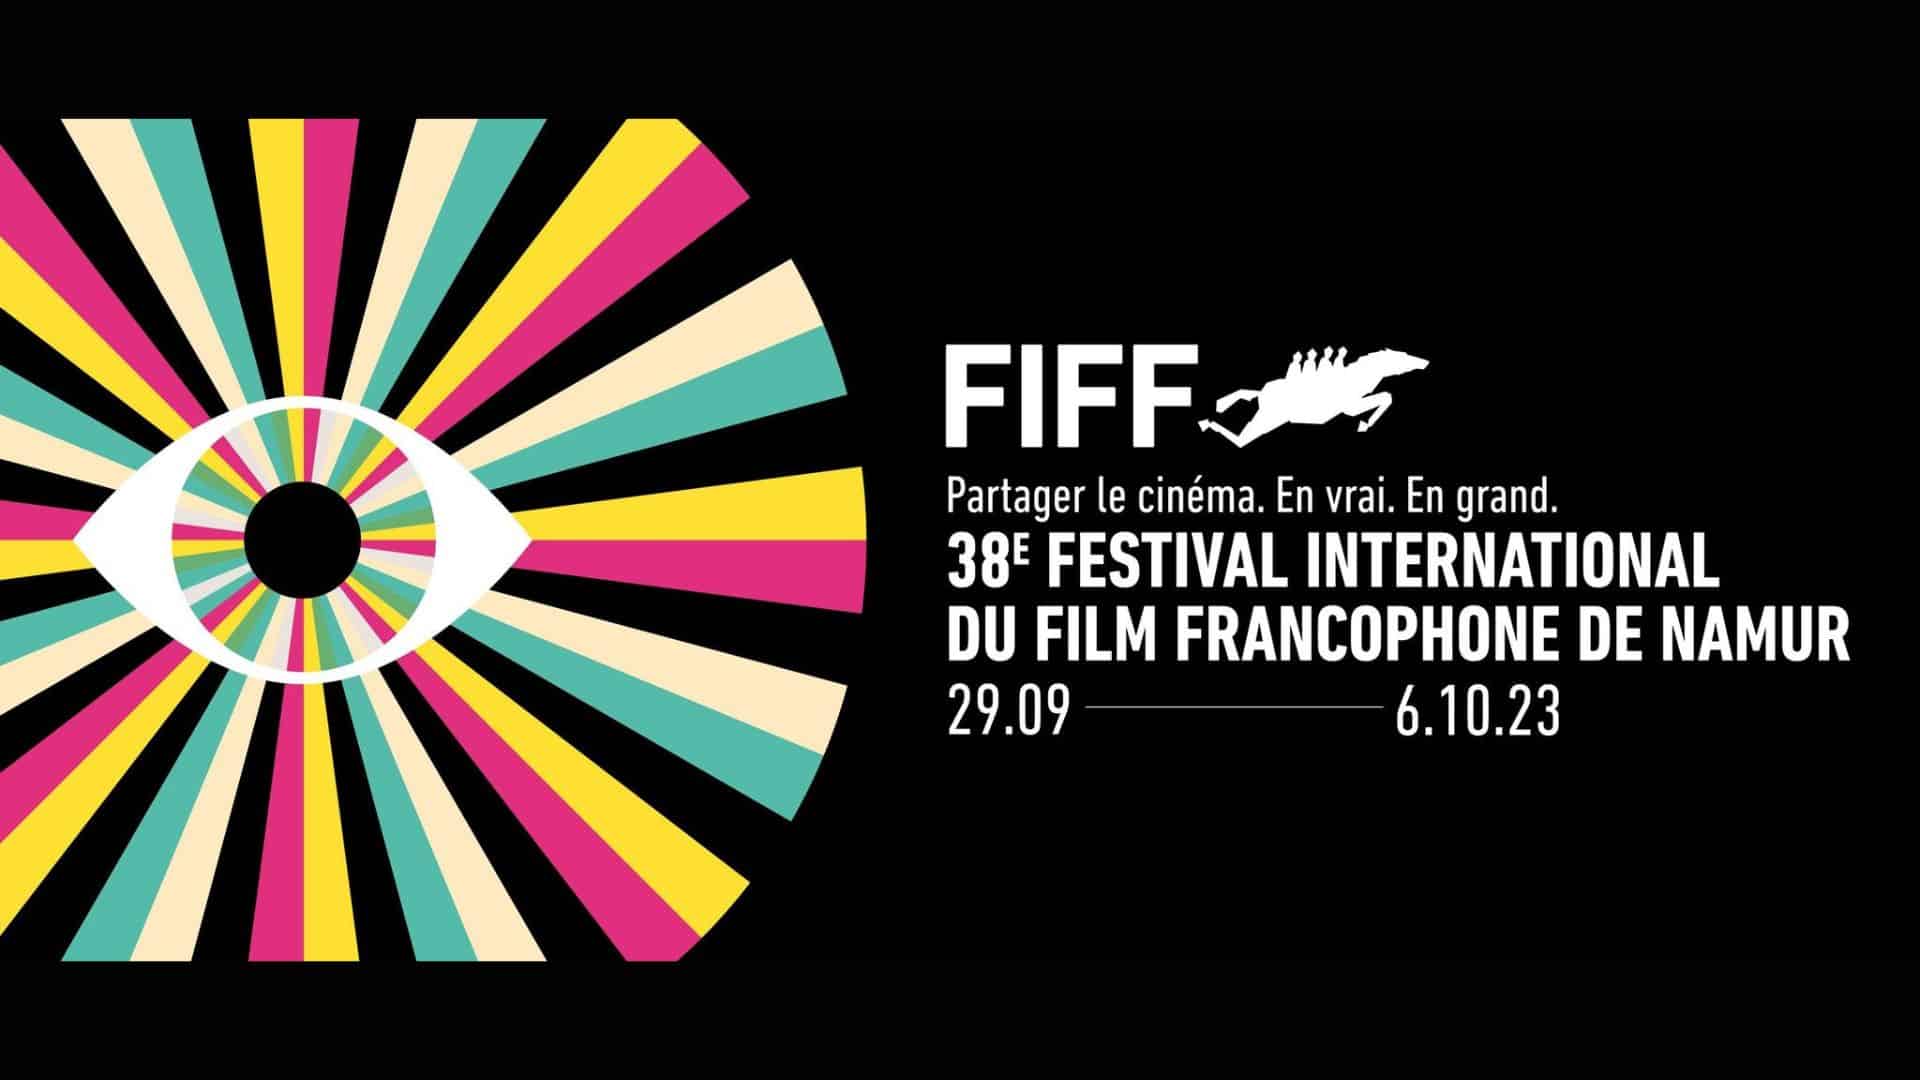 FIFF
Partager le cinéma. En vrai. En grand.
38E FESTIVAL INTERNATIONAL
DU FILM FRANCOPHONE DE NAMUR
29.09 6.10.23